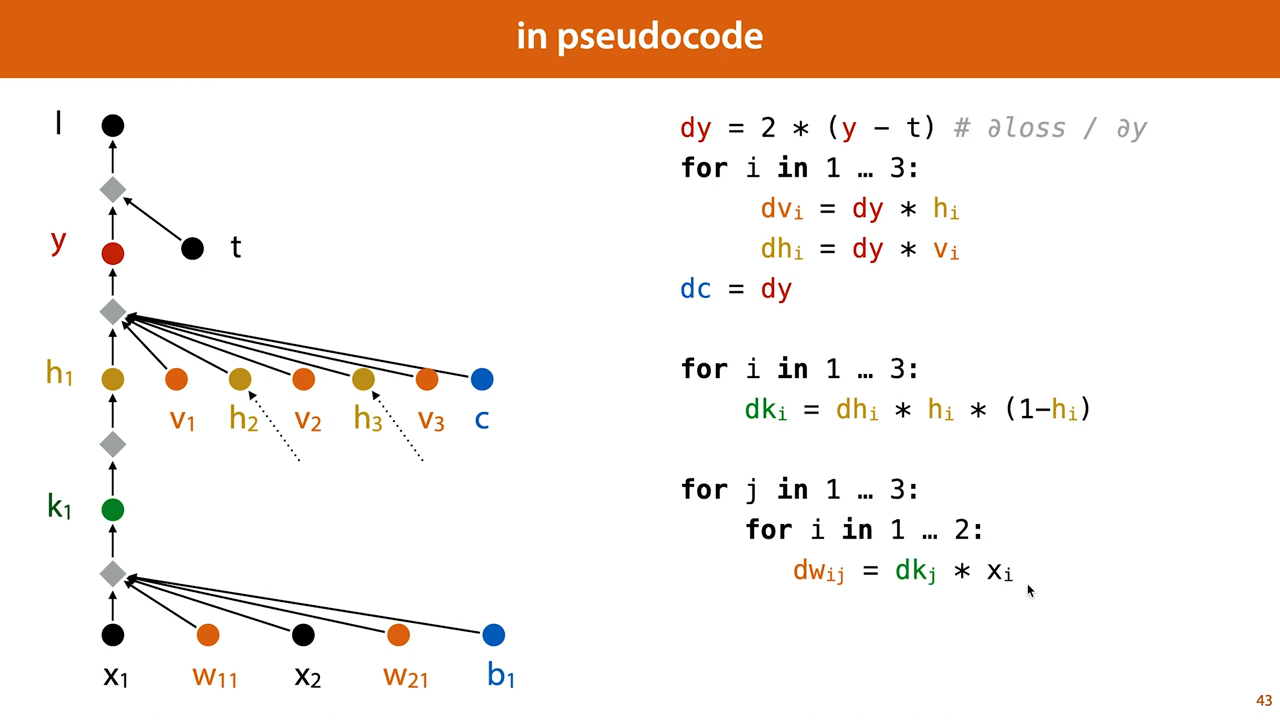 in pseudocode
l
y
t
h₁
v₁ h₂ v₂ h₃ v₃ c
k₁
x₁ w₁₁ x₂ w₂₁ b₁
dy = 2 * (y - t) # ∂loss / ∂y
for i in 1 … 3:
dvᵢ = dy * hᵢ
dhᵢ = dy * vᵢ
dc = dy
for i in 1 … 3:
dkᵢ = dhᵢ * hᵢ * (1-hᵢ)
for j in 1 … 3:
for i in 1 … 2:
dwᵢⱼ = dkⱼ * xᵢ
43